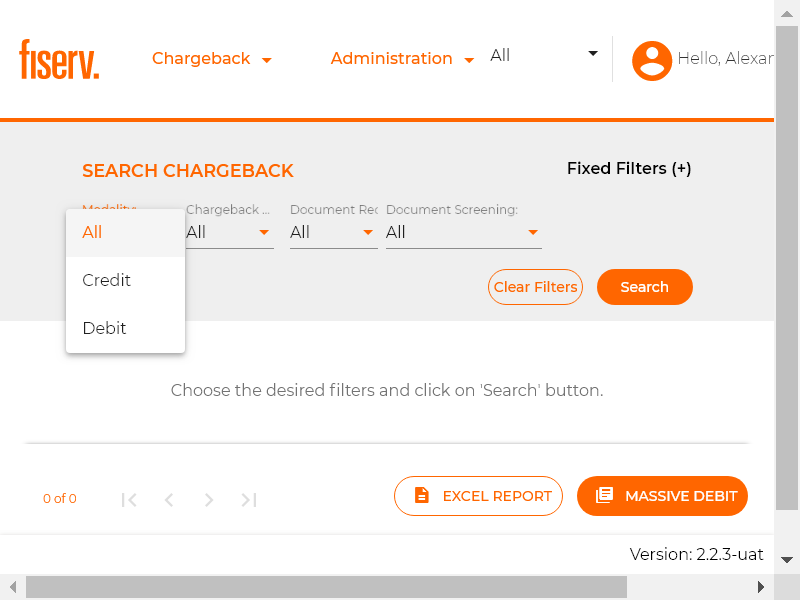 fiserv.
Chargeback
Administration
All
Hello, Alexan
SEARCH CHARGEBACK
Fixed Filters (+)
Modality:
Chargeback ...
Document Rec
Document Screening:
All
All
All
All
Credit
Debit
Clear Filters
Search
Choose the desired filters and click on 'Search' button.
0 of 0
EXCEL REPORT
MASSIVE DEBIT
Version: 2.2.3-uat